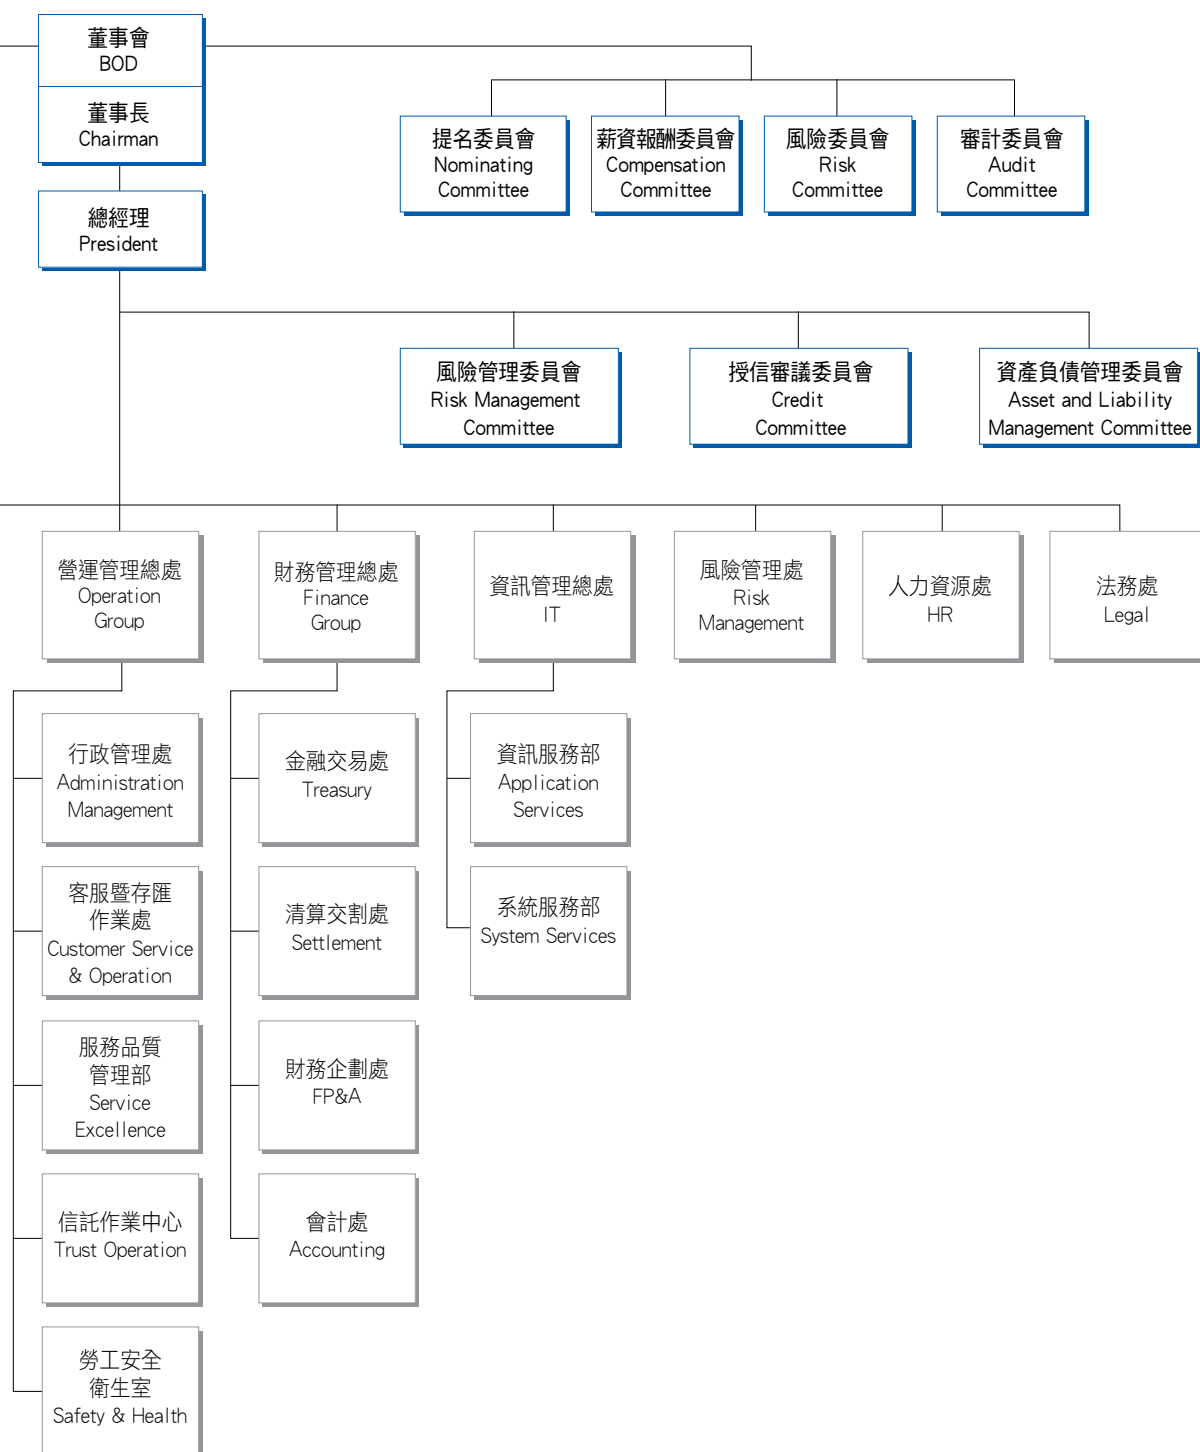 董事會
BOD
董事長
Chairman
提名委員會
Nominating
Committee
薪資報酬委員會
Compensation
Committee
風險委員會
Risk
Committee
審計委員會
Audit
Committee
總經理
President
風險管理委員會
Risk Management
Committee
授信審議委員會
Credit
Committee
資產負債管理委員會
Asset and Liability
Management Committee
營運管理總處
Operation
Group
財務管理總處
Finance
Group
資訊管理總處
IT
風險管理處
Risk
Management
人力資源處
HR
法務處
Legal
行政管理處
Administration
Management
金融交易處
Treasury
資訊服務部
Application
Services
客服暨存匯
作業處
Customer Service
& Operation
清算交割處
Settlement
系統服務部
System Services
服務品質
管理部
Service
Excellence
財務企劃處
FP&A
信託作業中心
Trust Operation
會計處
Accounting
勞工安全
衛生室
Safety & Health